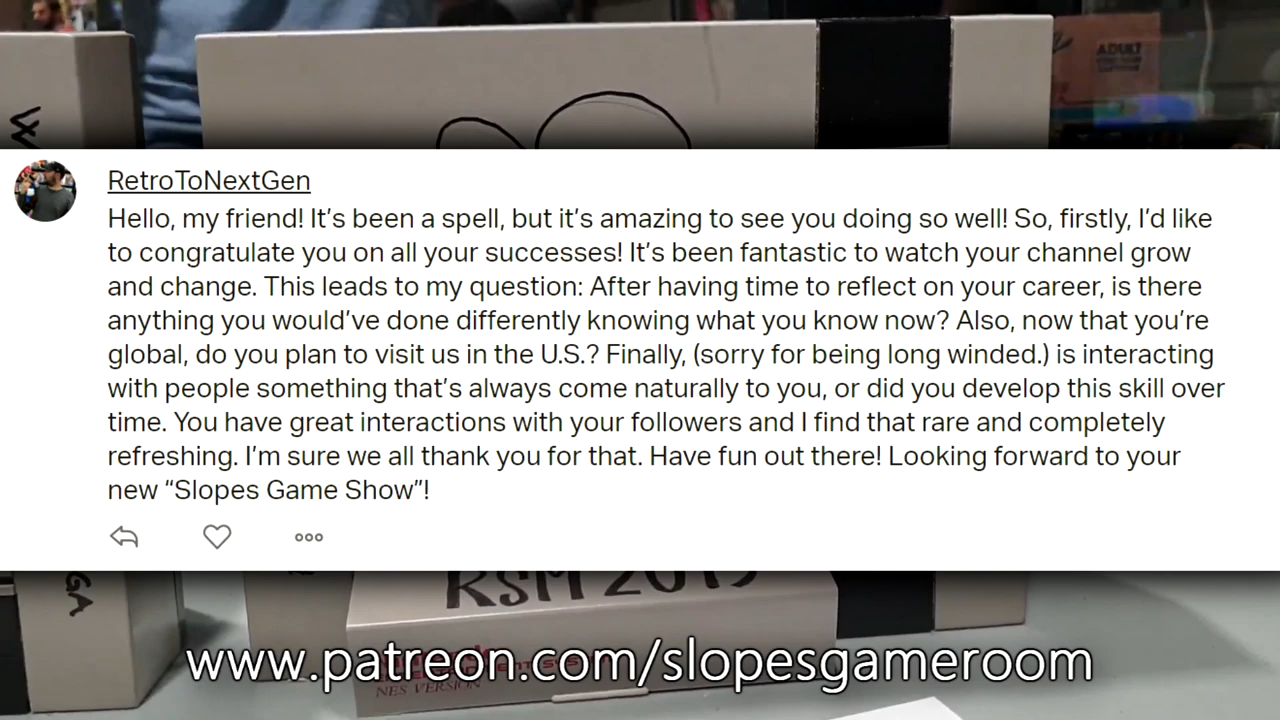 ADULT
W
RetroToNextGen
Hello, my friend! It’s been a spell, but it’s amazing to see you doing so well! So, firstly, I’d like
to congratulate you on all your successes! It’s been fantastic to watch your channel grow
and change. This leads to my question: After having time to reflect on your career, is there
anything you would’ve done differently knowing what you know now? Also, now that you’re
global, do you plan to visit us in the U.S.? Finally, (sorry for being long winded.) is interacting
with people something that’s always come naturally to you, or did you develop this skill over
time. You have great interactions with your followers and I find that rare and completely
refreshing. I’m sure we all thank you for that. Have fun out there! Looking forward to your
new “Slopes Game Show”!
GA
RSM 2019
www.patreon.com/slopesgameroom
NES VERSION